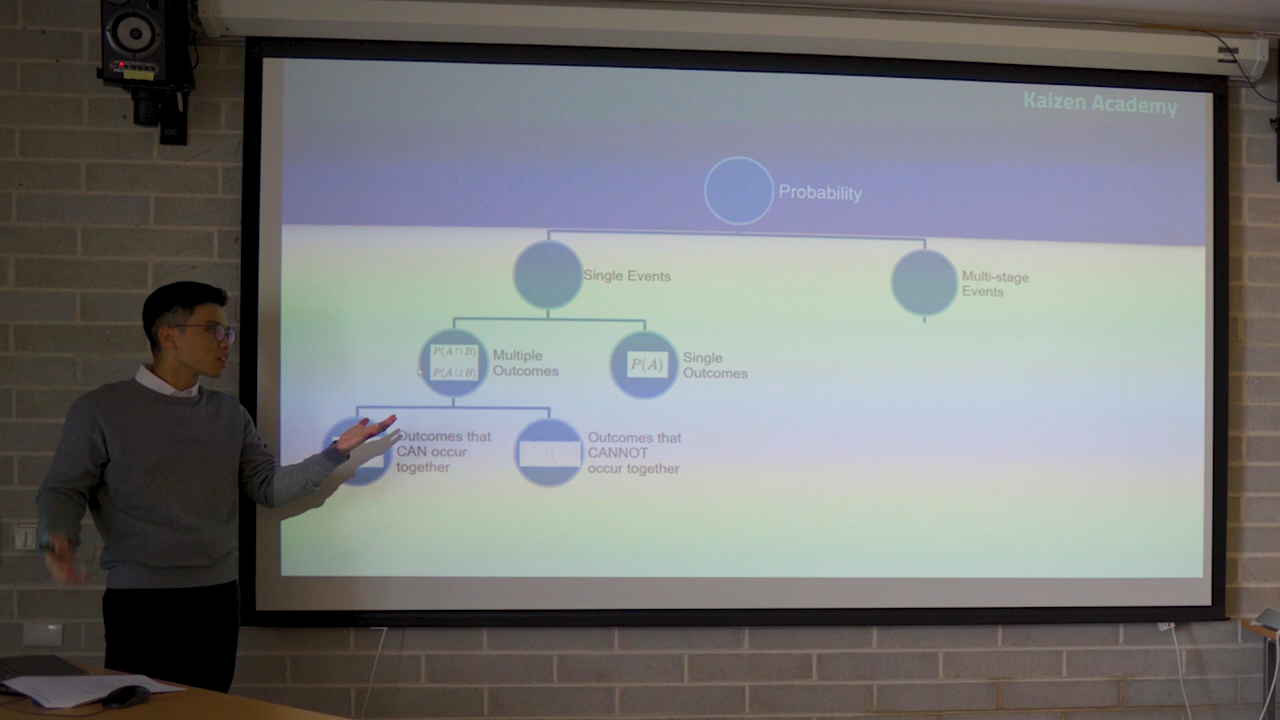 Kaizen Academy
Probability
Single Events
Multi-stage
Events
P(A ∩ B)
P(A ∪ B)
Multiple
Outcomes
P(A)
Single
Outcomes
Outcomes that
CAN occur
together
Outcomes that
CANNOT
occur together